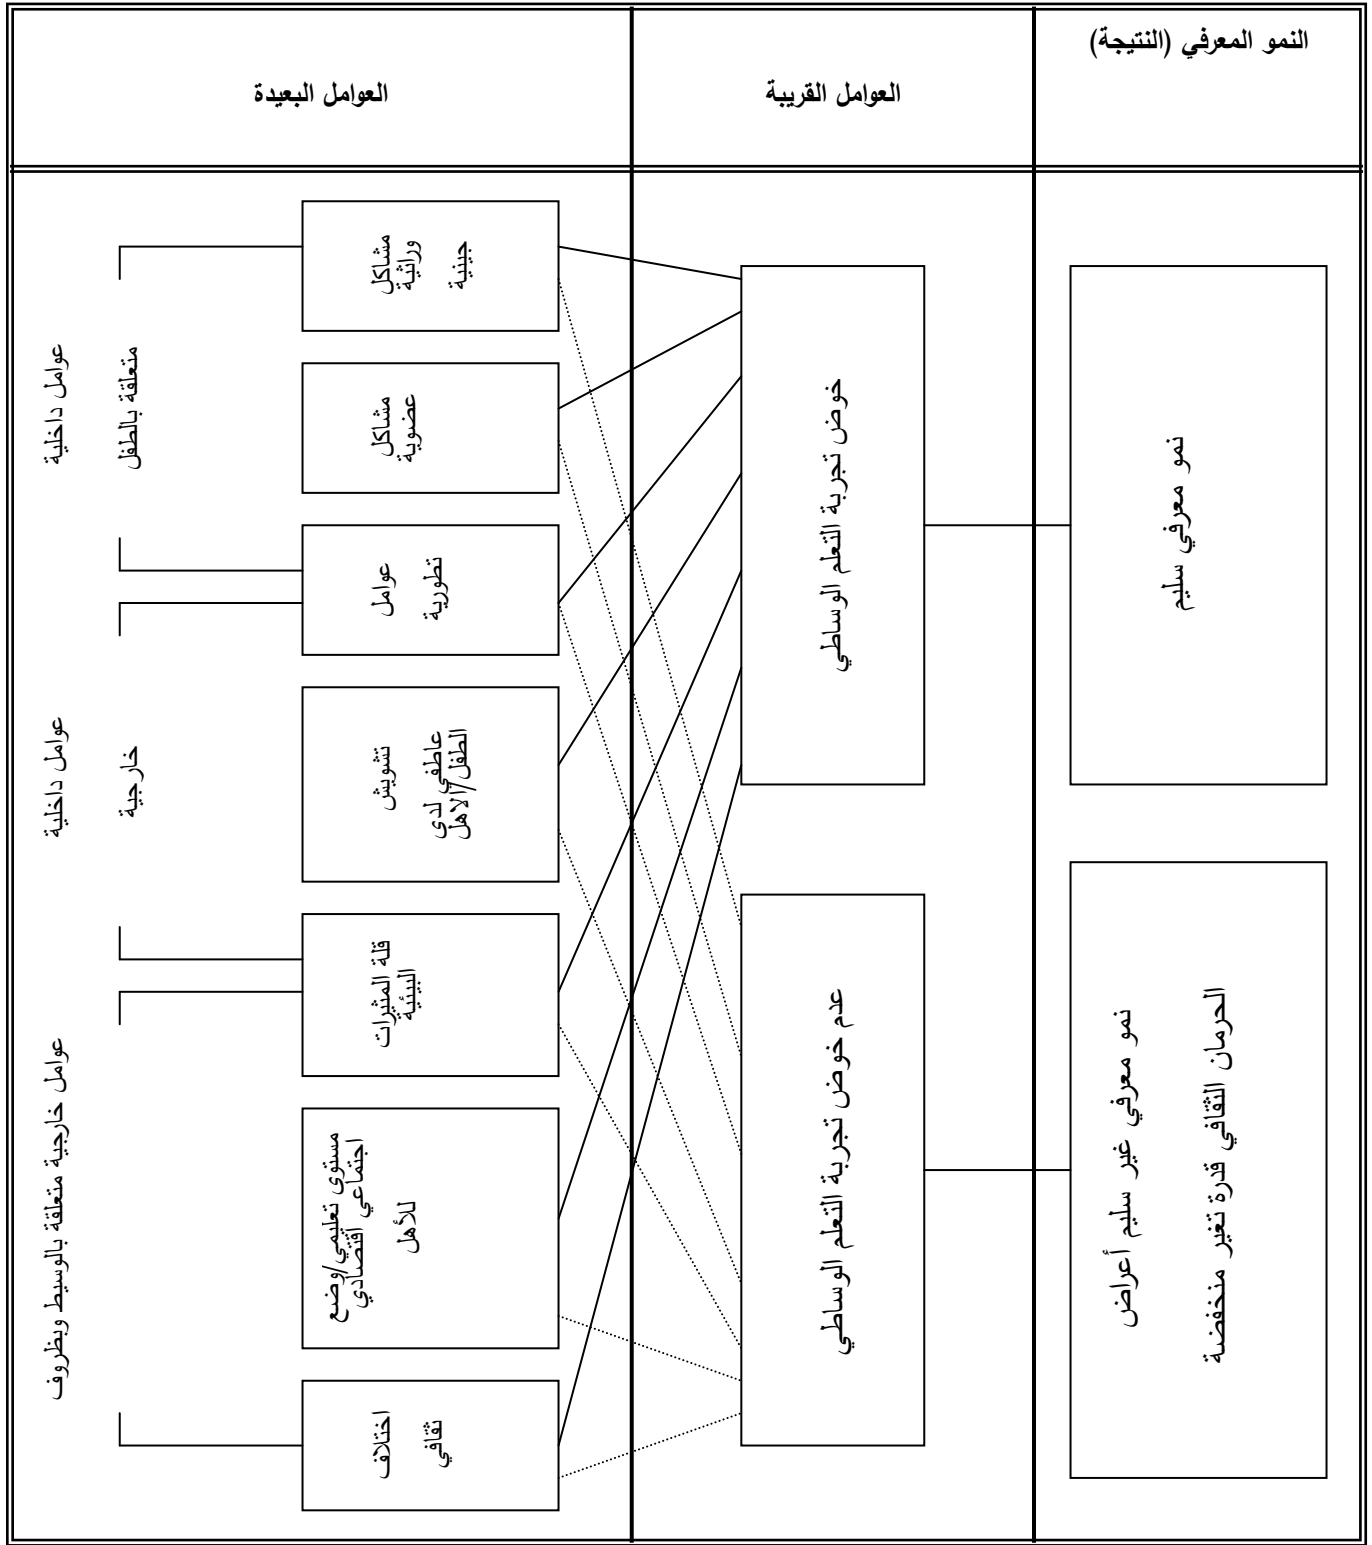 النمو المعرفي (النتيجة)
العوامل القريبة
العوامل البعيدة
عوامل داخلية
متعلقة بالطفل
عوامل داخلية
خارجية
عوامل خارجية متعلقة بالوسيط وبظروف
مشاكل
وراثية
جينية
مشاكل
عضوية
عوامل
تطورية
تشويش
عاطفي لدى
الطفل/الاهل
قلة المثيرات
البيئية
مستوى تعليمي/وضع
اجتماعي اقتصادي
للأهل
اختلاف
ثقافي
خوض تجربة التعلم الوساطي
عدم خوض تجربة التعلم الوساطي
نمو معرفي سليم
نمو معرفي غير سليم أعراض
الحرمان الثقافي قدرة تغير منخفضة